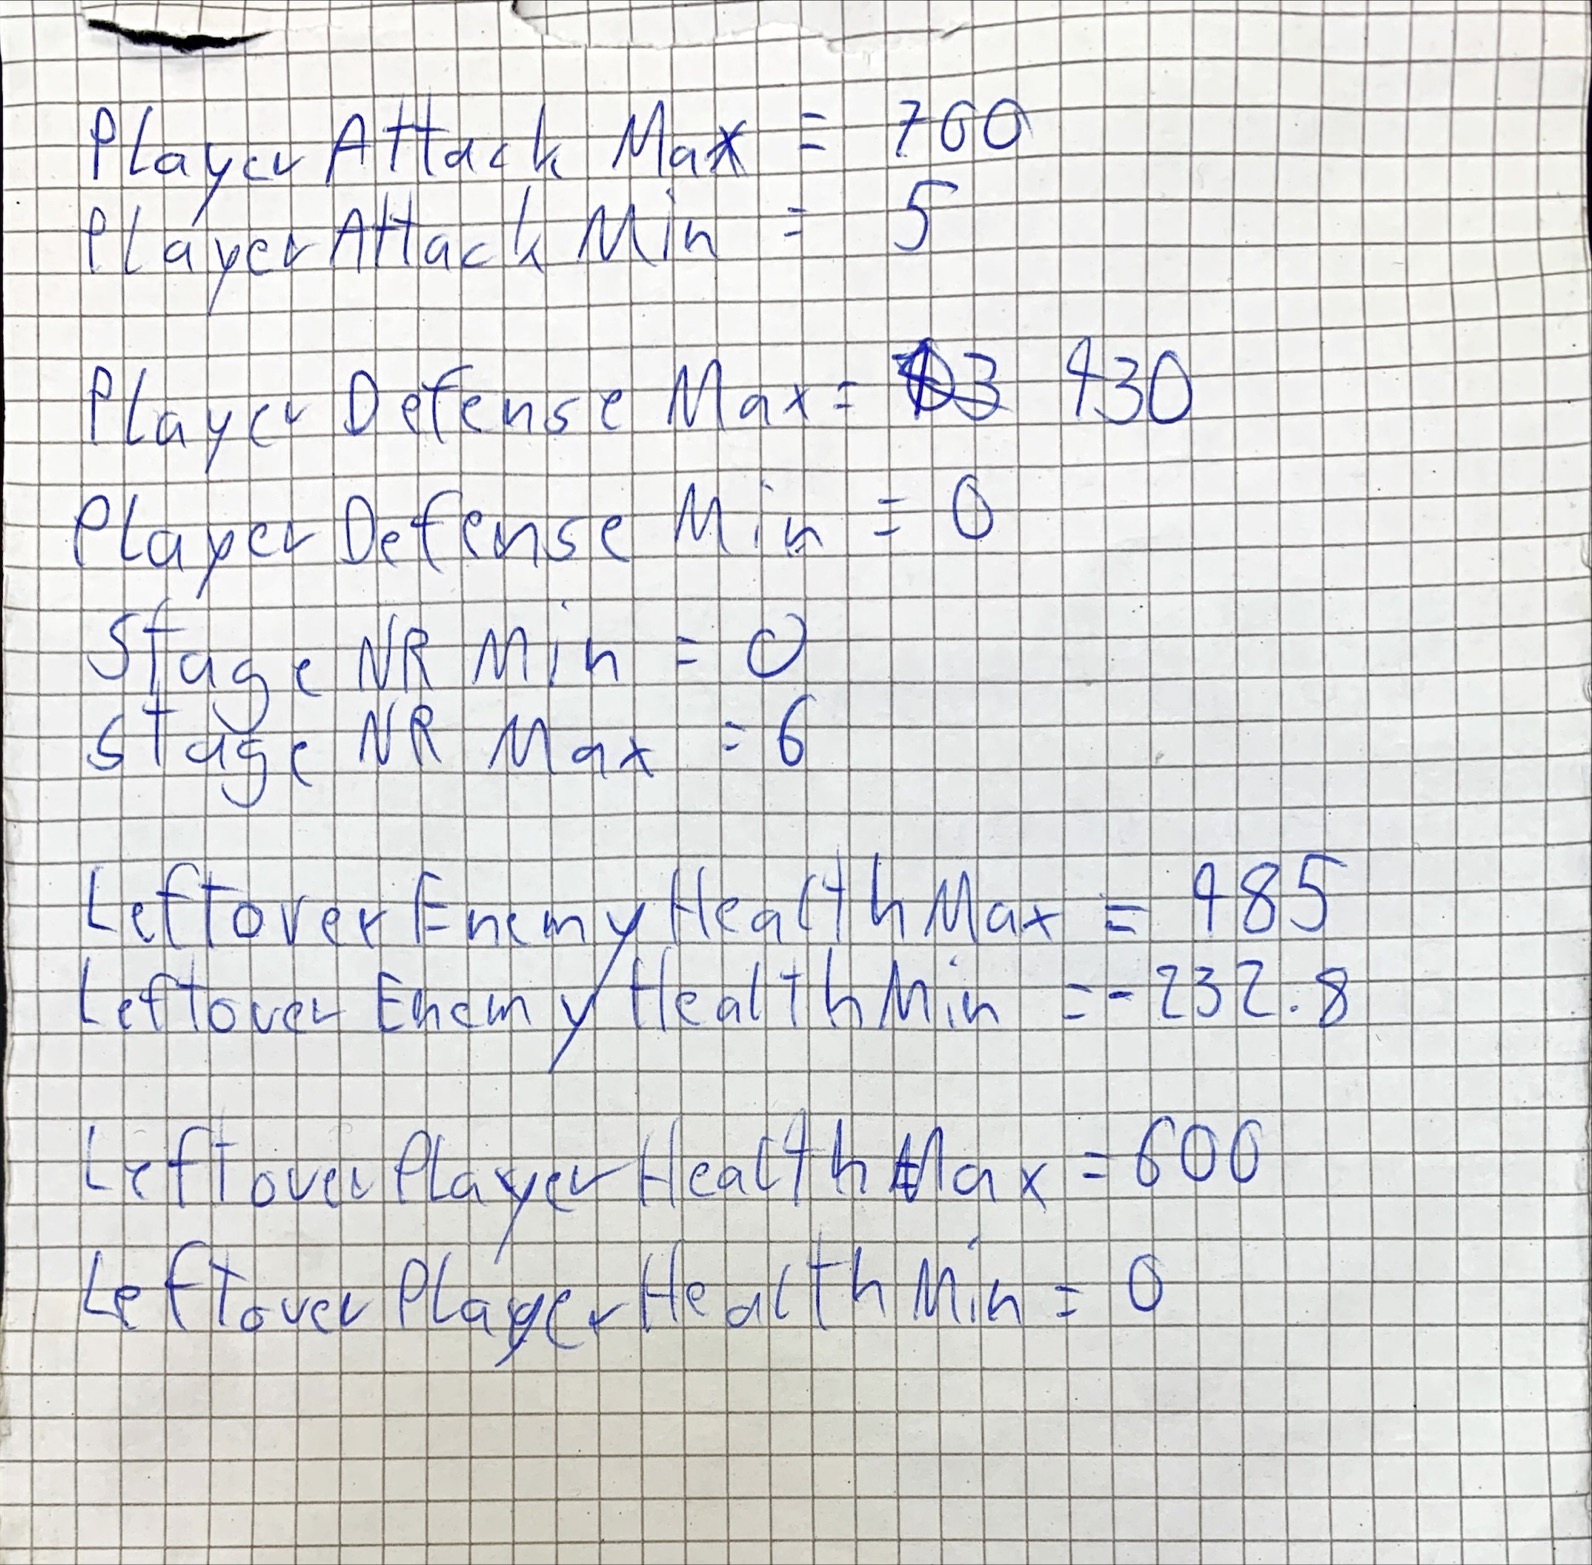 Player Attack Max = 700
Player Attack Min = 5
Player Defense Max = 430
Player Defense Min = 0
Stage NR Min = 0
Stage NR Max = 6
Leftover Enemy Health Max = 485
Leftover Enemy Health Min = -232.8
Leftover Player Health Max = 600
Leftover Player Health Min = 0